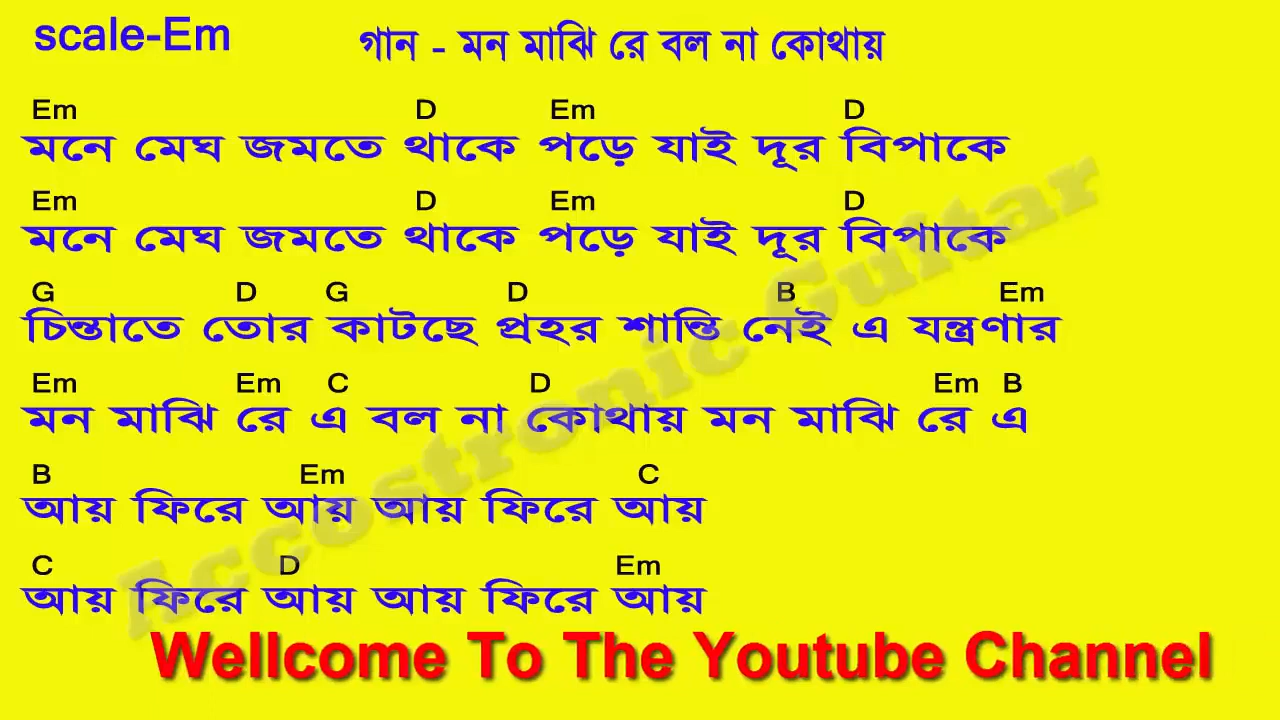 scale-Em
গান - মন মাঝি রে বল না কোথায়
Em D Em D
মনে মেঘ জমতে থাকে পড়ে যাই দূর বিপাকে
Em D Em D
মনে মেঘ জমতে থাকে পড়ে যাই দূর বিপাকে
G D G D B Em
চিন্তাতে তোর কাটছে প্রহর শান্তি নেই এ যন্ত্রণার
Em Em C D Em B
মন মাঝি রে এ বল না কোথায় মন মাঝি রে এ
B Em C
আয় ফিরে আয় আয় ফিরে আয়
C D Em
আয় ফিরে আয় আয় ফিরে আয়
Accostronic Guitar
Wellcome To The Youtube Channel